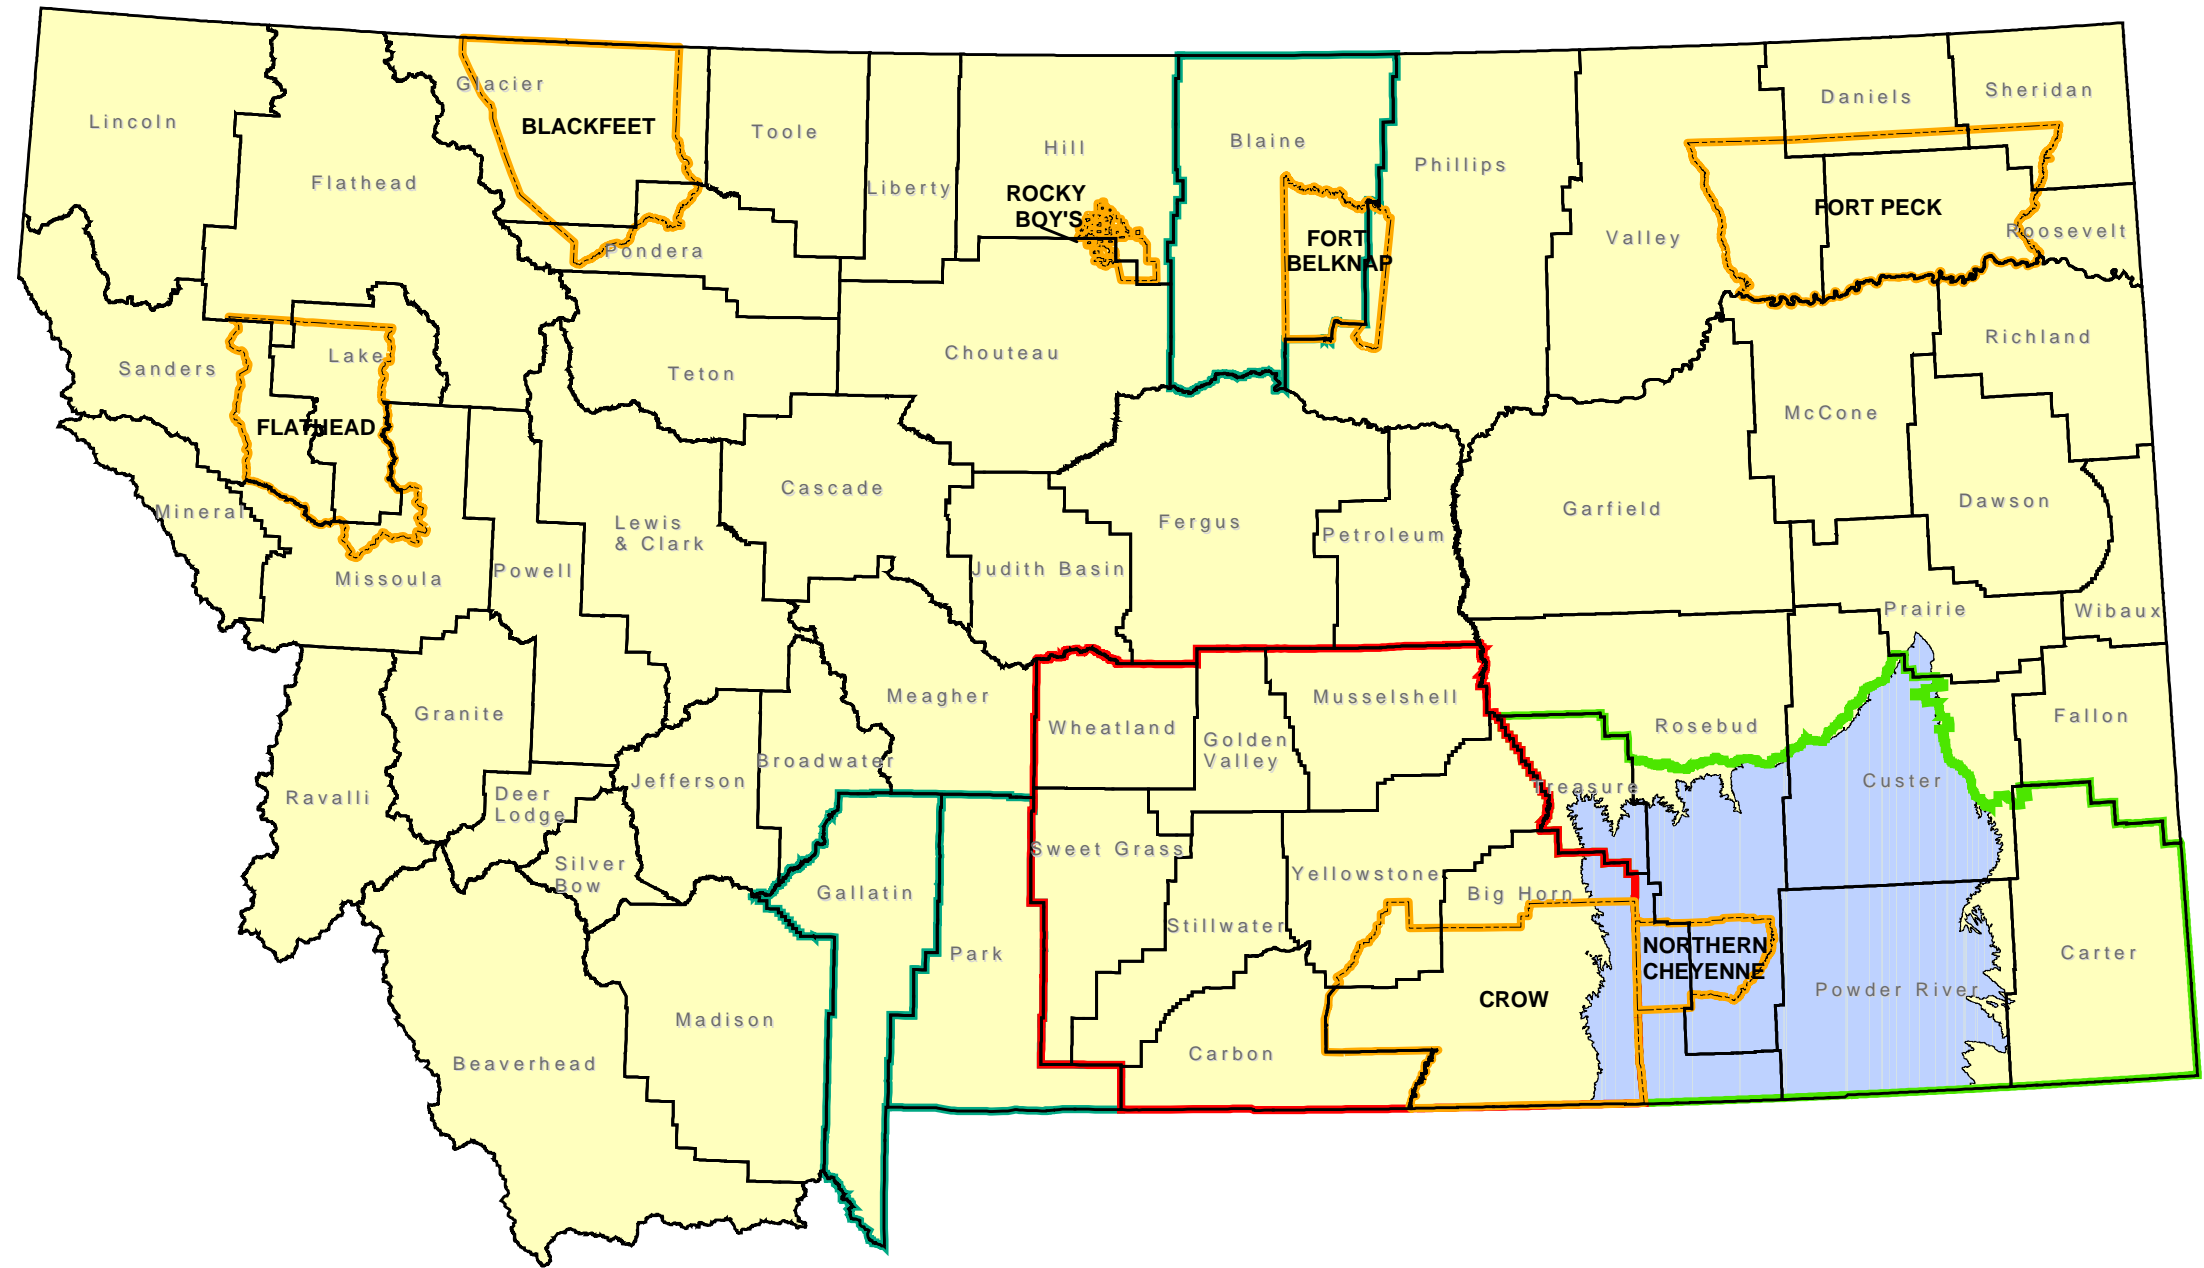 Glacier
Sheridan
Daniels
Lincoln
BLACKFEET
Toole
Blaine
Hill
Phillips
Flathead
Liberty
ROCKY
BOY'S
FORT PECK
Roosevelt
Valley
FORT
BELKNAP
Pondera
Richland
Lake
Sanders
Chouteau
Teton
McCone
FLATHEAD
Cascade
Dawson
Garfield
Mineral
Fergus
Lewis
& Clark
Petroleum
Judith Basin
Powell
Missoula
Prairie
Wibaux
Meagher
Musselshell
Granite
Fallon
Wheatland
Rosebud
Golden
Valley
Broadwater
Jefferson
Custer
Treasure
Ravalli
Deer
Lodge
Sweet Grass
Silver
Bow
Yellowstone
Gallatin
Big Horn
Stillwater
NORTHERN
CHEYENNE
Park
Carter
Powder River
CROW
Madison
Carbon
Beaverhead